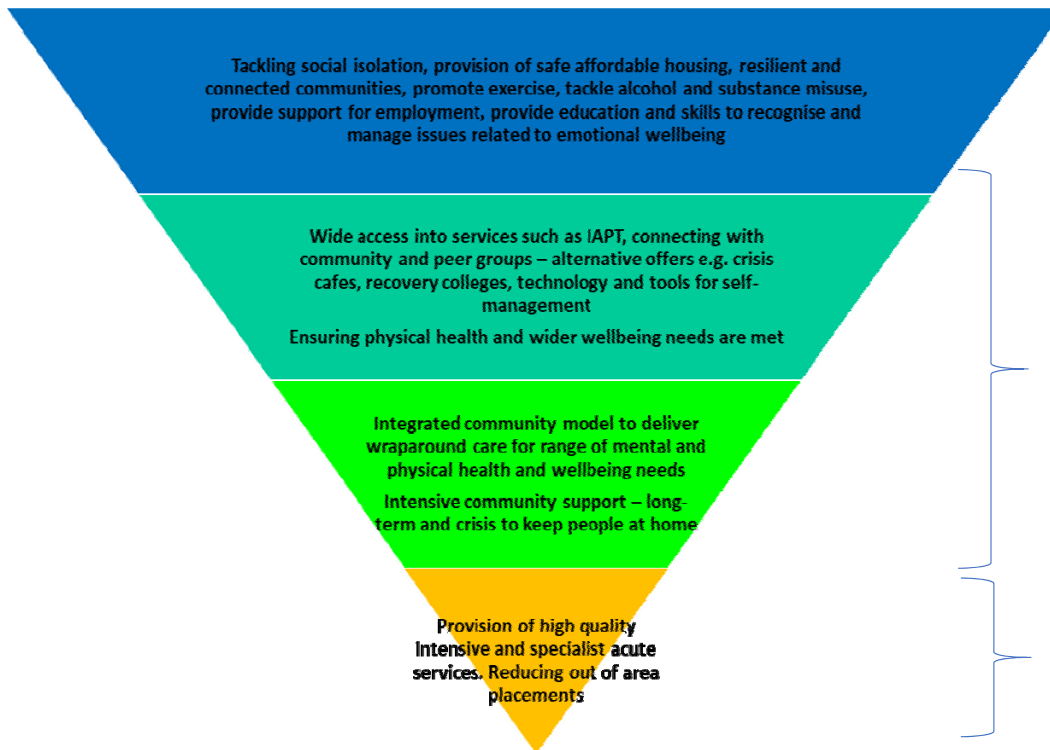 Tackling social isolation, provision of safe affordable housing, resilient and
connected communities, promote exercise, tackle alcohol and substance misuse,
provide support for employment, provide education and skills to recognise and
manage issues related to emotional wellbeing
Wide access into services such as IAPT, connecting with
community and peer groups – alternative offers e.g. crisis
cafes, recovery colleges, technology and tools for self-
management
Ensuring physical health and wider wellbeing needs are met
Integrated community model to deliver
wraparound care for range of mental and
physical health and wellbeing needs
Intensive community support – long-
term and crisis to keep people at home
Provision of high quality
Intensive and specialist acute
services. Reducing out of area
placements